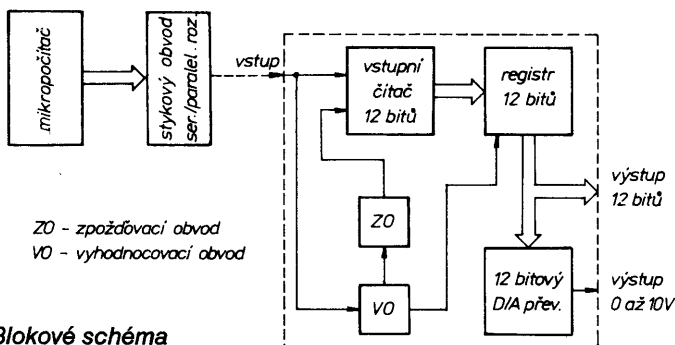 mikropočítač
stykový obvod
ser./paralel. roz.
vstup
vstupní
čítač
12 bitů
registr
12 bitů
výstup
12 bitů
ZO
ZO - zpožďovací obvod
VO - vyhodnocovací obvod
VO
12 bitový
D/A přev.
výstup
0 až 10V
Blokové schéma